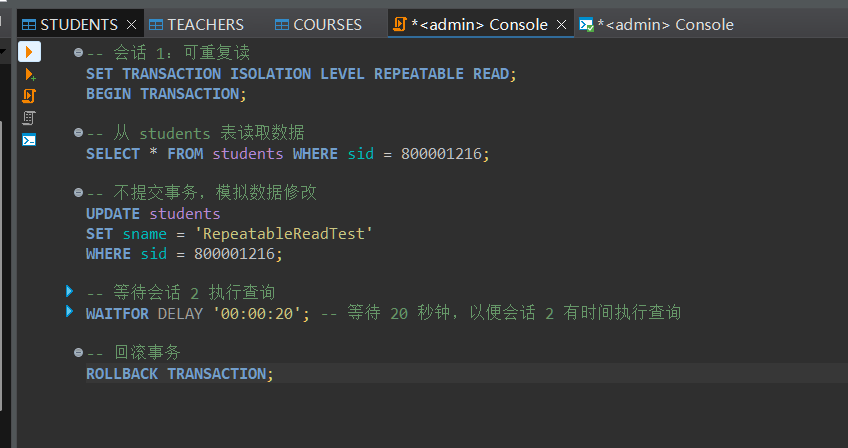 STUDENTS TEACHERS COURSES *<admin> Console *<admin> Console
-- 会话 1：可重复读
SET TRANSACTION ISOLATION LEVEL REPEATABLE READ;
BEGIN TRANSACTION;
-- 从 students 表读取数据
SELECT * FROM students WHERE sid = 800001216;
-- 不提交事务，模拟数据修改
UPDATE students
SET sname = 'RepeatableReadTest'
WHERE sid = 800001216;
-- 等待会话 2 执行查询
WAITFOR DELAY '00:00:20'; -- 等待 20 秒钟，以便会话 2 有时间执行查询
-- 回滚事务
ROLLBACK TRANSACTION;